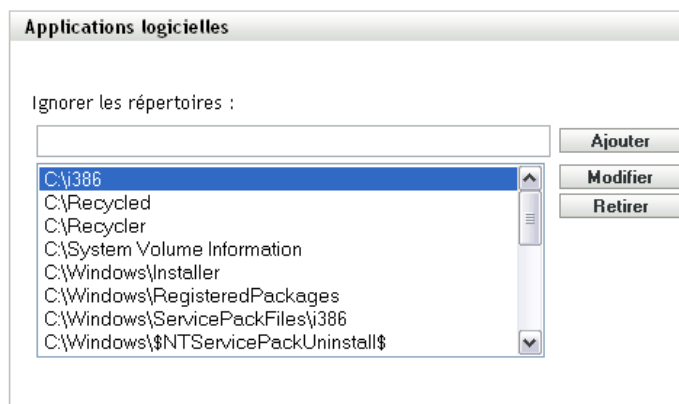 Applications logicielles
Ignorer les répertoires :
Ajouter
C:\i386
Modifier
C:\Recycled
Retirer
C:\Recycler
C:\System Volume Information
C:\Windows\Installer
C:\Windows\RegisteredPackages
C:\Windows\ServicePackFiles\i386
C:\Windows\$NTServicePackUninstall$